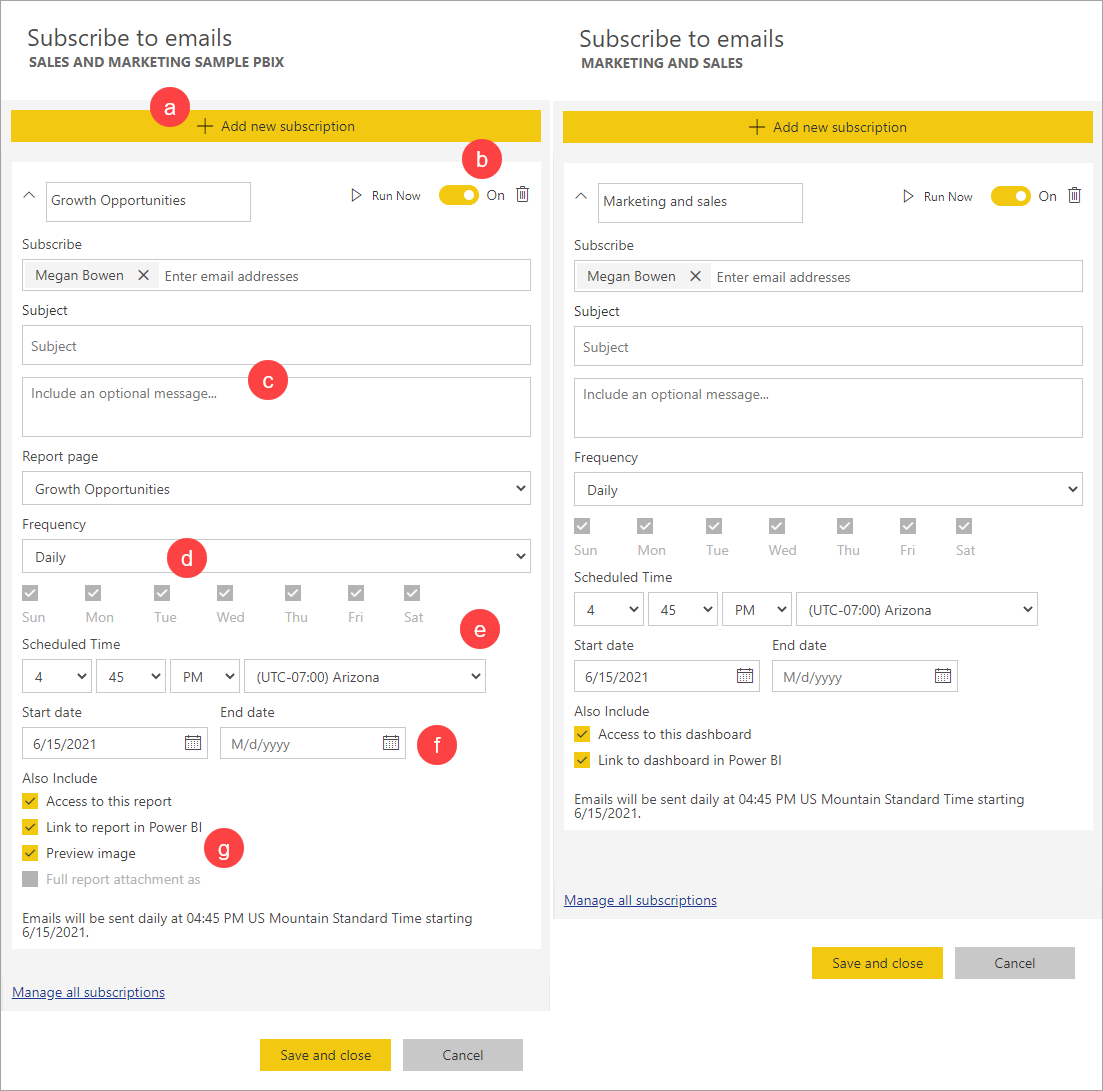 Subscribe to emails
SALES AND MARKETING SAMPLE PBIX
a
Add new subscription
b
Growth Opportunities
Run Now
On
Subscribe
Megan Bowen
Enter email addresses
Subject
Subject
c
Include an optional message...
Report page
Growth Opportunities
Frequency
Daily
d
Sun Mon Tue Wed Thu Fri Sat
e
Scheduled Time
4 45 PM (UTC-07:00) Arizona
Start date End date
6/15/2021 M/d/yyyy
f
Also Include
Access to this report
Link to report in Power BI
g
Preview image
Full report attachment as
Emails will be sent daily at 04:45 PM US Mountain Standard Time starting
6/15/2021.
Manage all subscriptions
Save and close Cancel
Subscribe to emails
MARKETING AND SALES
Add new subscription
Marketing and sales
Run Now
On
Subscribe
Megan Bowen
Enter email addresses
Subject
Subject
Include an optional message...
Frequency
Daily
Sun Mon Tue Wed Thu Fri Sat
Scheduled Time
4 45 PM (UTC-07:00) Arizona
Start date End date
6/15/2021 M/d/yyyy
Also Include
Access to this dashboard
Link to dashboard in Power BI
Emails will be sent daily at 04:45 PM US Mountain Standard Time starting
6/15/2021.
Manage all subscriptions
Save and close Cancel